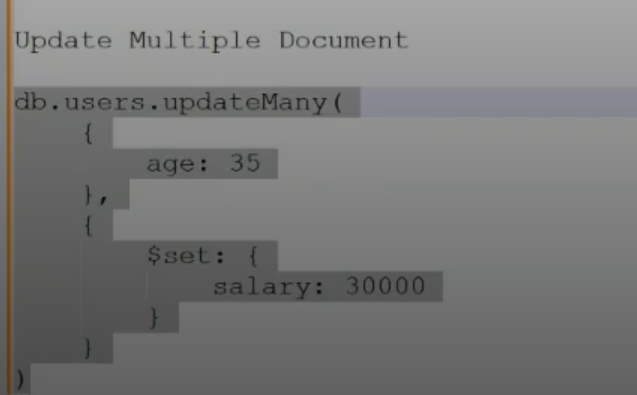 Update Multiple Document
db.users.updateMany(
{
age: 35
},
{
$set: {
salary: 30000
}
}
)